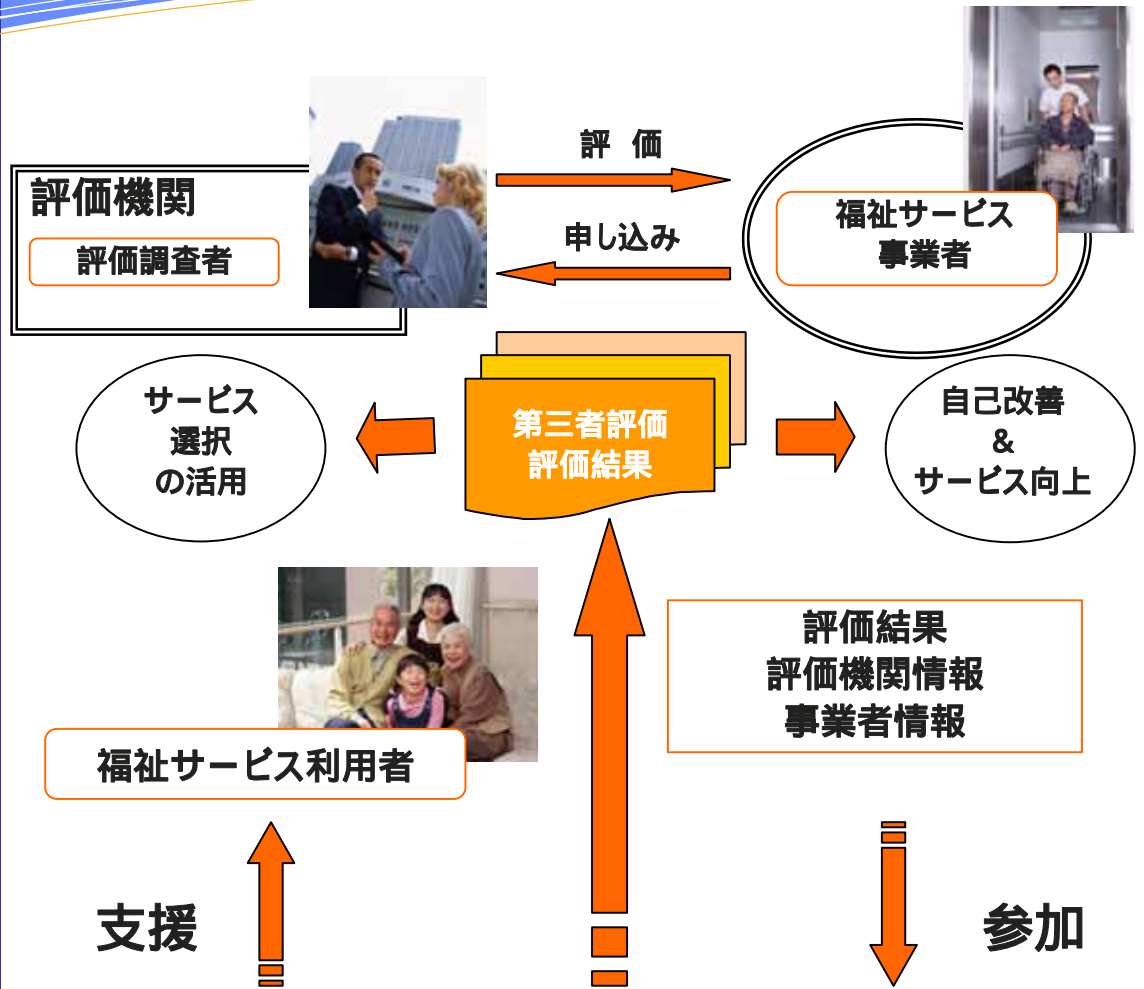 評価
申し込み
評価機関
評価調査者
福祉サービス
事業者
サービス
選択
の活用
第三者評価
評価結果
自己改善
&
サービス向上
評価結果
評価機関情報
事業者情報
福祉サービス利用者
支援
参加